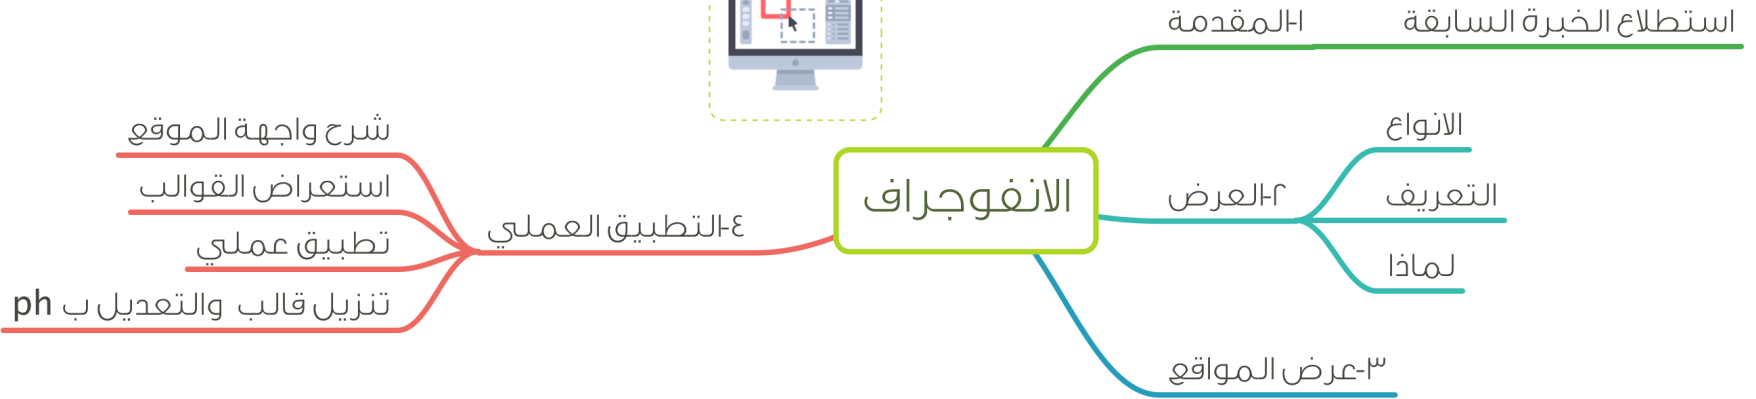 الانفوجراف
١-المقدمة
استطلاع الخبرة السابقة
٢-العرض
الانواع
التعريف
لماذا
٣-عرض المواقع
٤-التطبيق العملي
شرح واجهة الموقع
استعراض القوالب
تطبيق عملي
تنزيل قالب والتعديل ب ph